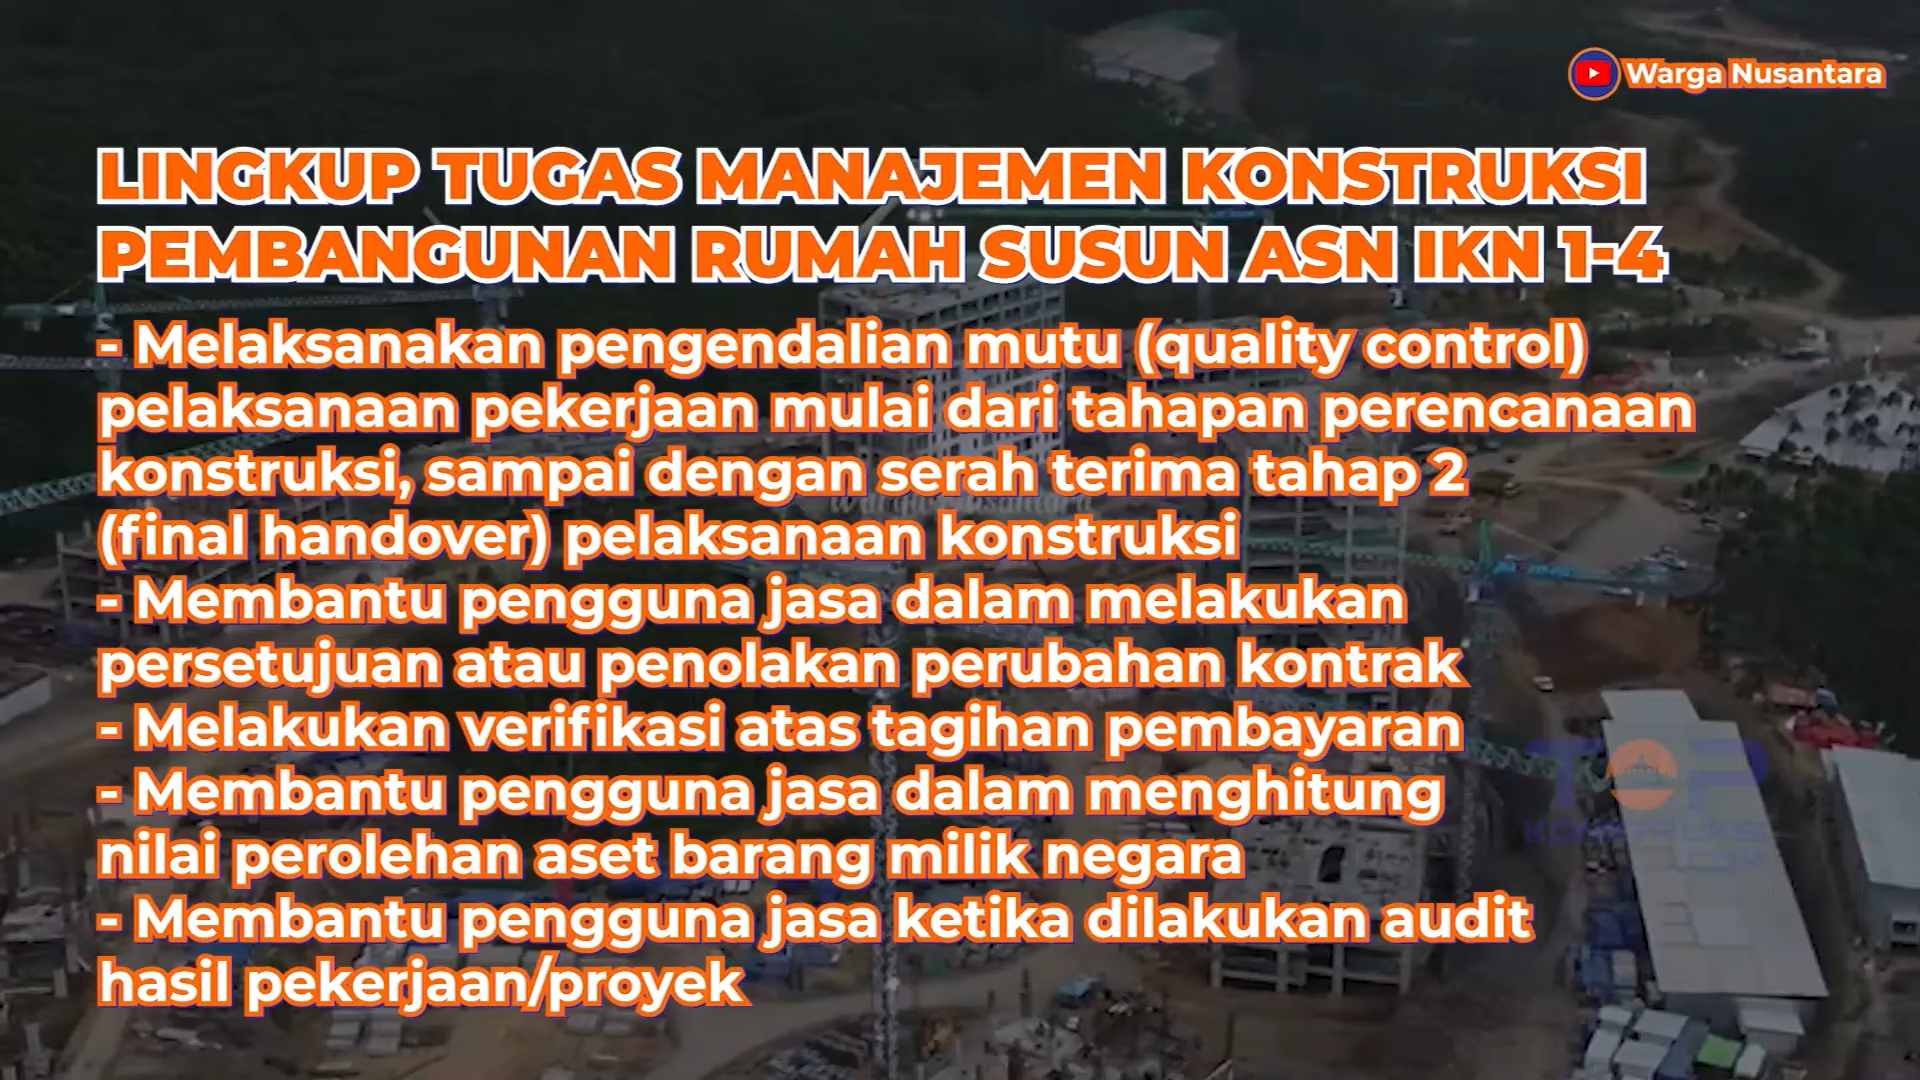 Warga Nusantara
LINGKUP TUGAS MANAJEMEN KONSTRUKSI
PEMBANGUNAN RUMAH SUSUN ASN IKN 1-4
- Melaksanakan pengendalian mutu (quality control)
pelaksanaan pekerjaan mulai dari tahapan perencanaan
konstruksi, sampai dengan serah terima tahap 2
(final handover) pelaksanaan konstruksi
- Membantu pengguna jasa dalam melakukan
persetujuan atau penolakan perubahan kontrak
- Melakukan verifikasi atas tagihan pembayaran
- Membantu pengguna jasa dalam menghitung
nilai perolehan aset barang milik negara
- Membantu pengguna jasa ketika dilakukan audit
hasil pekerjaan/proyek
TOP
KONSTRUKSI
.COM